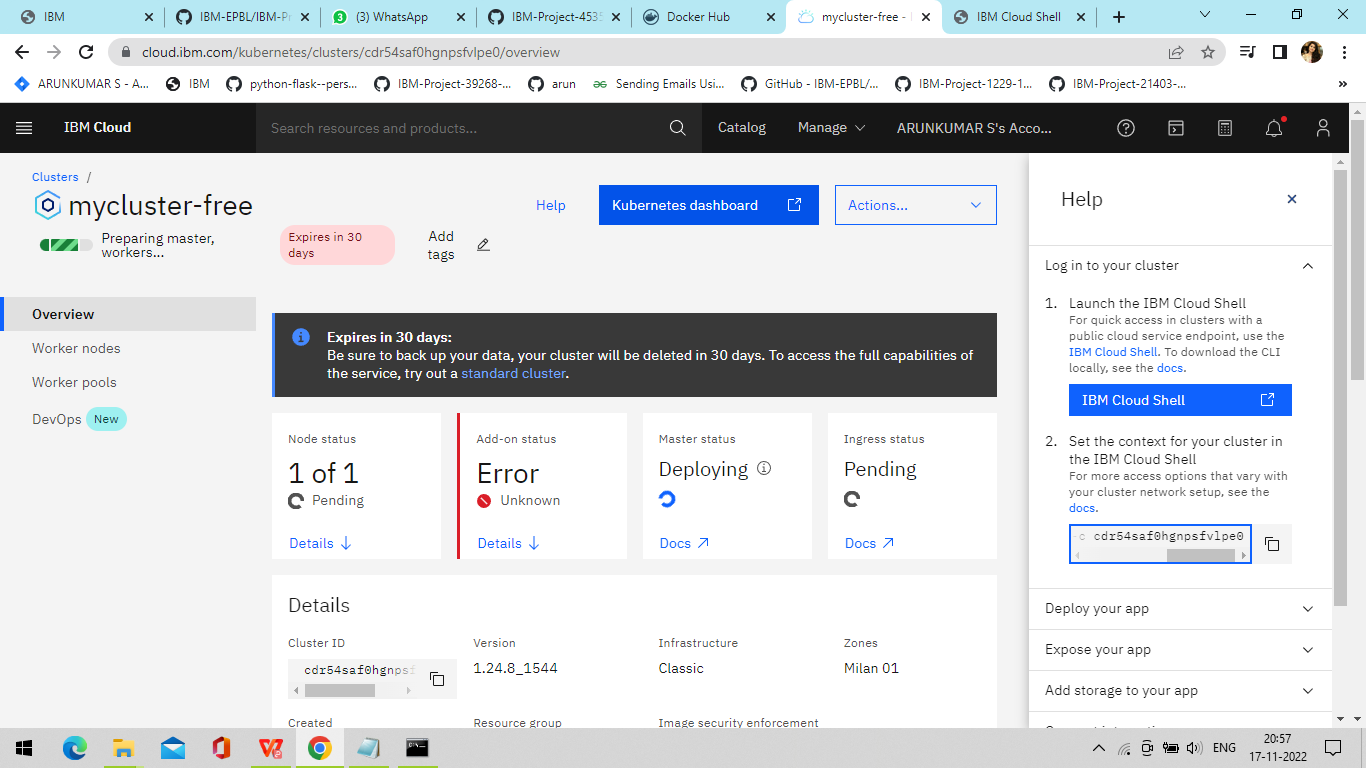 IBM
IBM-EPBL/IBM-Pr
(3) WhatsApp
IBM-Project-4535
Docker Hub
mycluster-free -
IBM Cloud Shell
cloud.ibm.com/kubernetes/clusters/cdr54saf0hgnpsfvlpe0/overview
ARUNKUMAR S - A...
IBM
python-flask--pers...
IBM-Project-39268-...
arun
Sending Emails Usi...
GitHub - IBM-EPBL/...
IBM-Project-1229-1...
IBM-Project-21403-...
IBM Cloud
Search resources and products...
Catalog
Manage
ARUNKUMAR S's Acco...
Clusters /
mycluster-free
Preparing master,
workers...
Expires in 30
days
Add
tags
Help
Kubernetes dashboard
Actions...
Overview
Worker nodes
Worker pools
DevOps New
Expires in 30 days:
Be sure to back up your data, your cluster will be deleted in 30 days. To access the full capabilities of
the service, try out a standard cluster.
Node status
1 of 1
Pending
Details
Add-on status
Error
Unknown
Details
Master status
Deploying
Docs
Ingress status
Pending
Docs
Details
Cluster ID
cdr54saf0hgnpsf
Version
1.24.8_1544
Infrastructure
Classic
Zones
Milan 01
Created
Resource group
Image security enforcement
Help
Log in to your cluster
1. Launch the IBM Cloud Shell
For quick access in clusters with a
public cloud service endpoint, use the
IBM Cloud Shell. To download the CLI
locally, see the docs.
IBM Cloud Shell
2. Set the context for your cluster in
the IBM Cloud Shell
For more access options that vary with
your cluster network setup, see the
docs.
-c cdr54saf0hgnpsfvlpe0
Deploy your app
Expose your app
Add storage to your app
ENG
20:57
17-11-2022